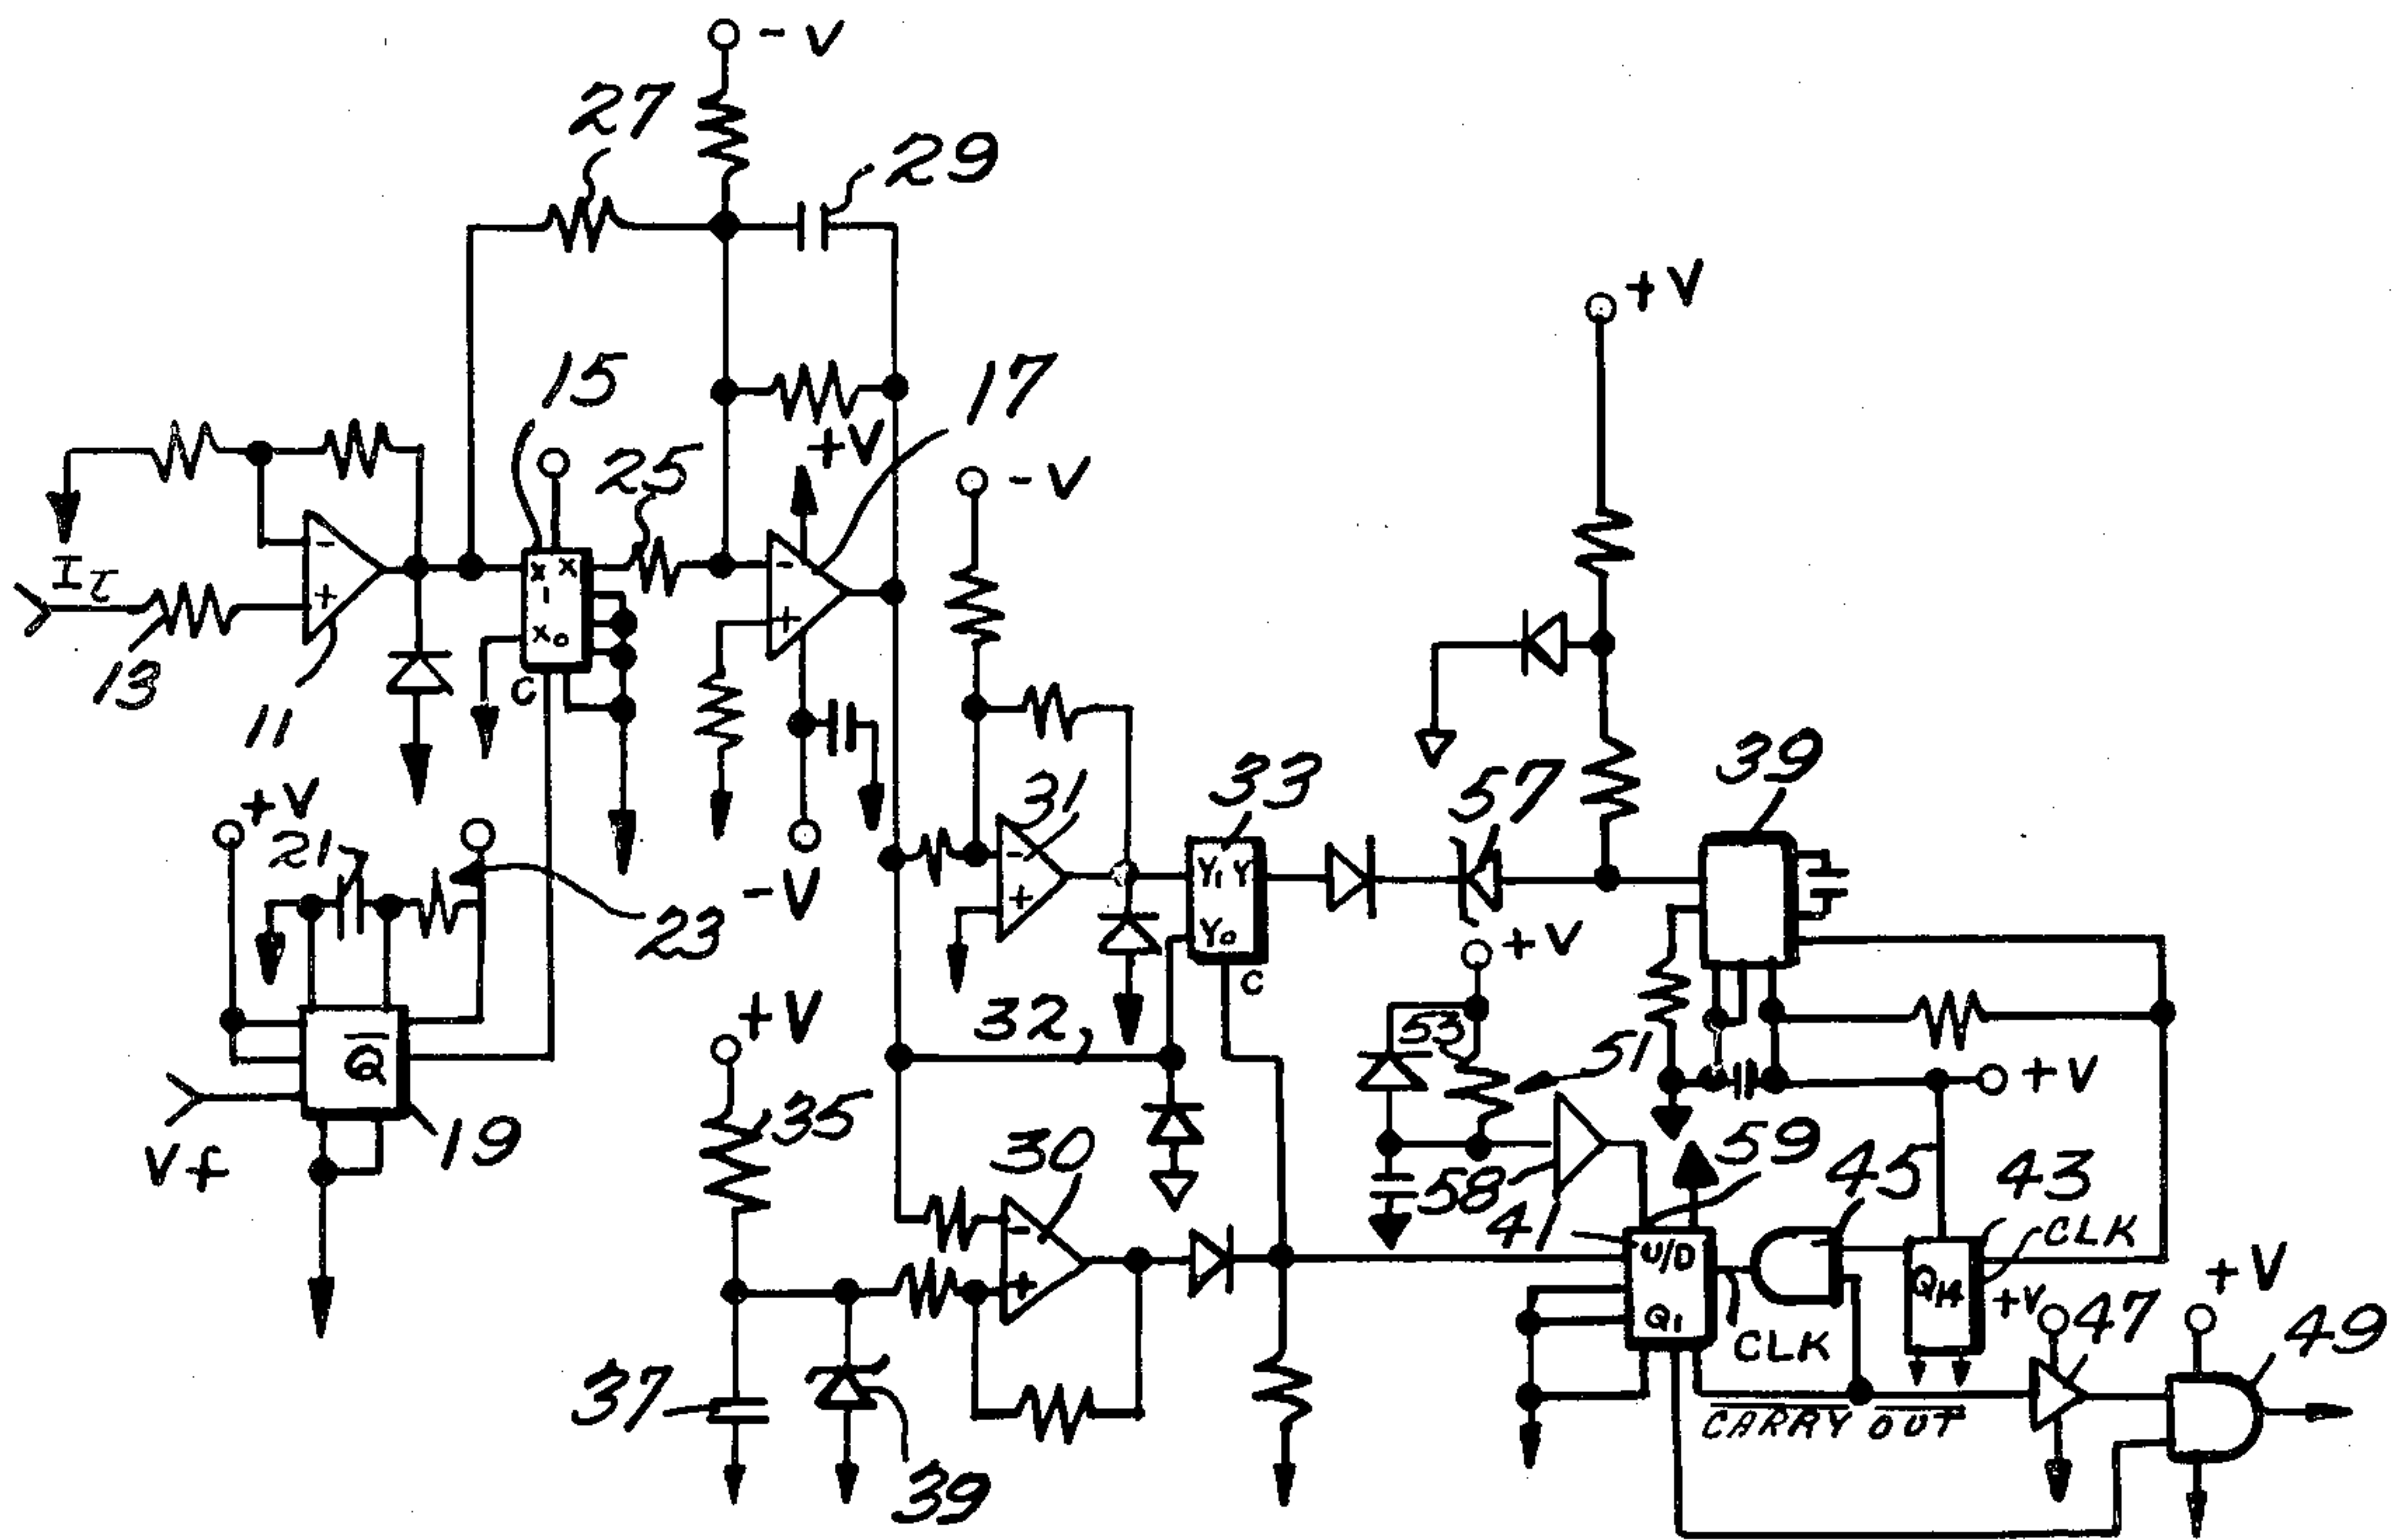 - V
27
29
+V
15
17
+V
25
- V
I
-
+
X X
1
X0
-
+
13
C
11
39
33
57
31
+V
21
-V
-
+
Y1 Y
Y0
23
+V
C
+V
32
53
51
+V
Q̅
35
19
Vf
30
59
45
43
58
41
CLK
-
+
U/D
Q14
+V
+V
47
49
Q1
CLK
37
CARRY OUT
39